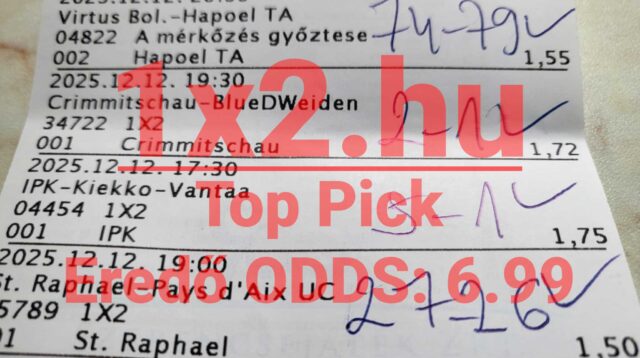 Virtus Bol.-Hapoel TA
04822 A mérkőzés győztese 74-79
002 Hapoel TA 1,55
2025.12.12. 19:30
Crimmitschau-BlueDWeiden
34722 1X2 2-1
001 Crimmitschau 1,72
2025.12.12. 17:30
IPK-Kiekko-Vantaa
04454 1X2 5-1
001 IPK 1,75
2025.12.12. 19:00
St. Raphael-Pays d'Aix UC 27-26
5789 1X2
01 St. Raphael 1.50
1x2.hu
Top Pick
Eredő ODDS: 6.99